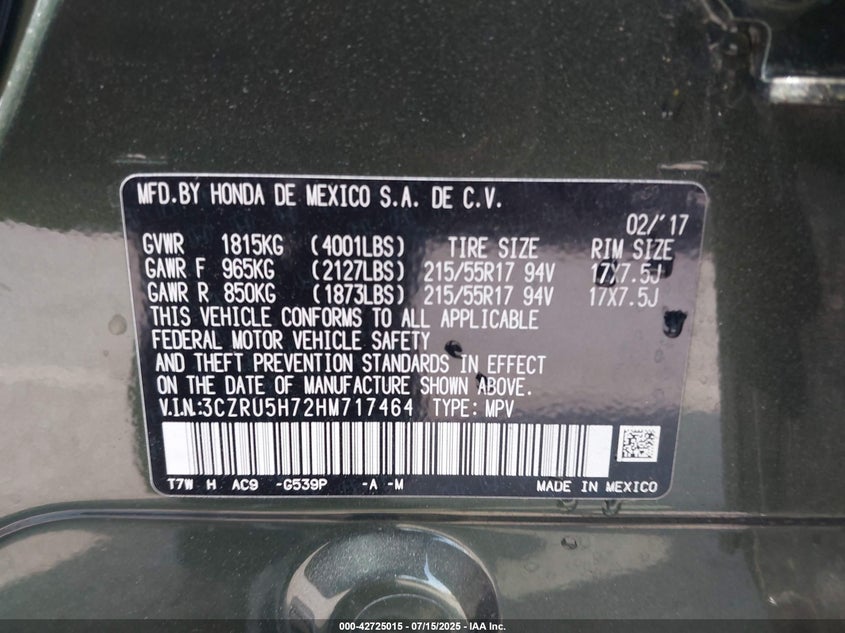 MFD.BY HONDA DE MEXICO S.A. DE C.V.
02/'17
GVWR 1815KG (4001LBS) TIRE SIZE RIM SIZE
GAWR F 965KG (2127LBS) 215/55R17 94V 17X7.5J
GAWR R 850KG (1873LBS) 215/55R17 94V 17X7.5J
THIS VEHICLE CONFORMS TO ALL APPLICABLE
FEDERAL MOTOR VEHICLE SAFETY
AND THEFT PREVENTION STANDARDS IN EFFECT
ON THE DATE OF MANUFACTURE SHOWN ABOVE.
V.I.N.:3CZRU5H72HM717464 TYPE: MPV
T7W H AC9 -G539P -A -M MADE IN MEXICO
000-42725015 - 07/15/2025 - IAA Inc.